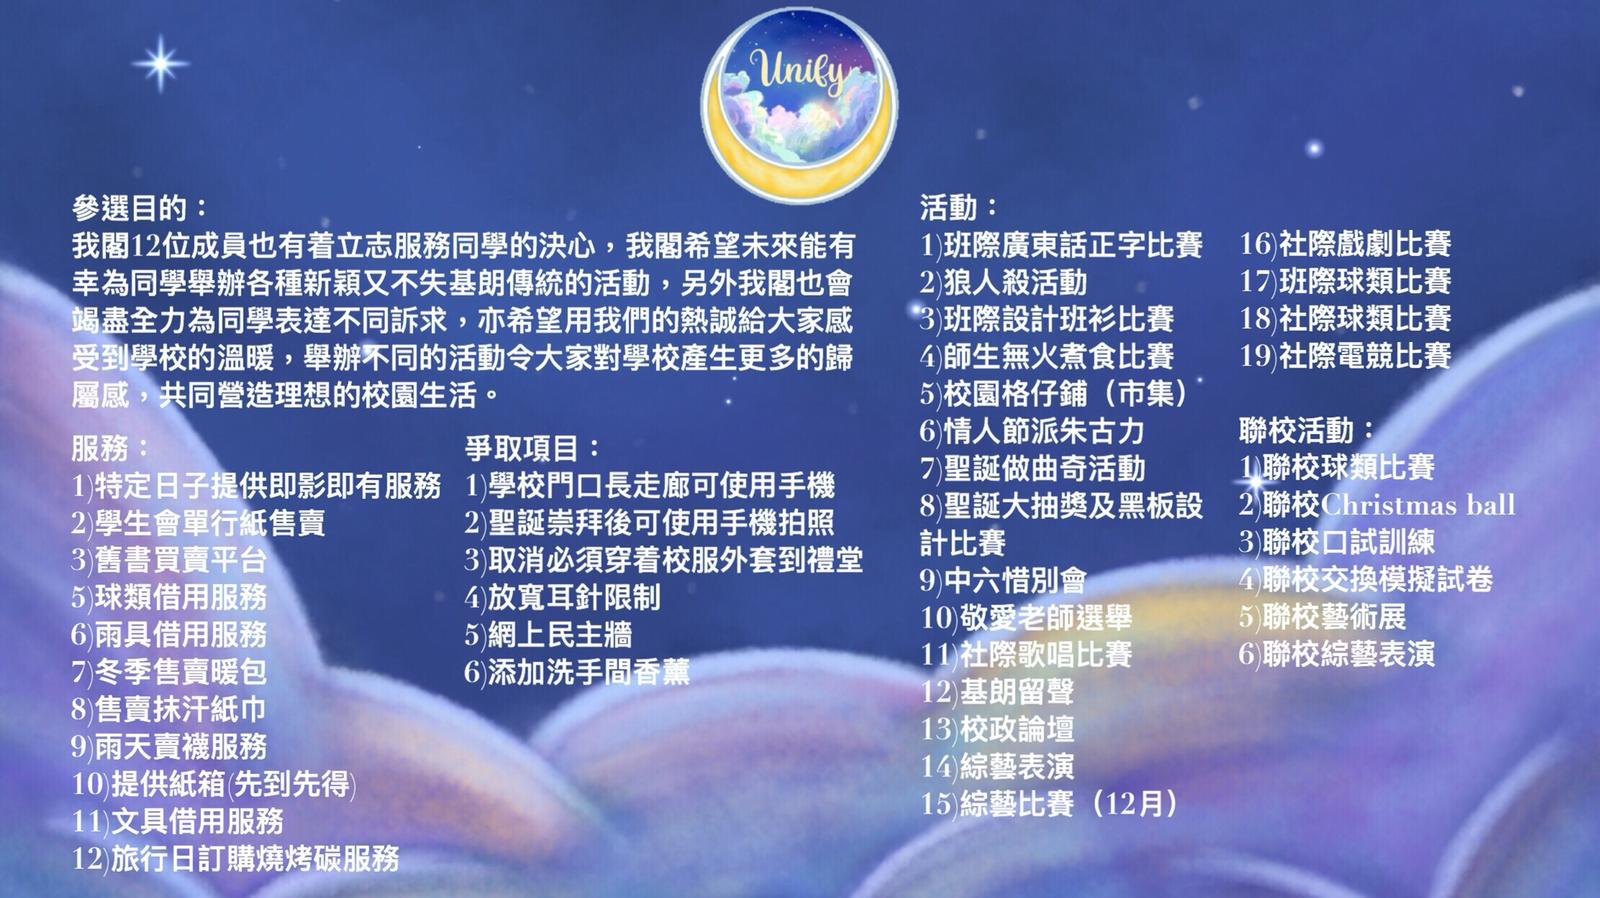 Unify
參選目的：
我閣12位成員也有着立志服務同學的決心，我閣希望未來能有
幸為同學舉辦各種新穎又不失基朗傳統的活動，另外我閣也會
竭盡全力為同學表達不同訴求，亦希望用我們的熱誠給大家感
受到學校的溫暖，舉辦不同的活動令大家對學校產生更多的歸
屬感，共同營造理想的校園生活。
服務：
1)特定日子提供即影即有服務
2)學生會單行紙售賣
3)舊書買賣平台
5)球類借用服務
6)雨具借用服務
7)冬季售賣暖包
8)售賣抹汗紙巾
9)雨天賣襪服務
10)提供紙箱(先到先得)
11)文具借用服務
12)旅行日訂購燒烤碳服務
爭取項目：
1)學校門口長走廊可使用手機
2)聖誕崇拜後可使用手機拍照
3)取消必須穿着校服外套到禮堂
4)放寬耳針限制
5)網上民主牆
6)添加洗手間香薰
活動：
1)班際廣東話正字比賽
2)狼人殺活動
3)班際設計班衫比賽
4)師生無火煮食比賽
5)校園格仔鋪（市集）
6)情人節派朱古力
7)聖誕做曲奇活動
8)聖誕大抽獎及黑板設
計比賽
9)中六惜別會
10)敬愛老師選舉
11)社際歌唱比賽
12)基朗留聲
13)校政論壇
14)綜藝表演
15)綜藝比賽（12月）
16)社際戲劇比賽
17)班際球類比賽
18)社際球類比賽
19)社際電競比賽
聯校活動：
1)聯校球類比賽
2)聯校Christmas ball
3)聯校口試訓練
4)聯校交換模擬試卷
5)聯校藝術展
6)聯校綜藝表演